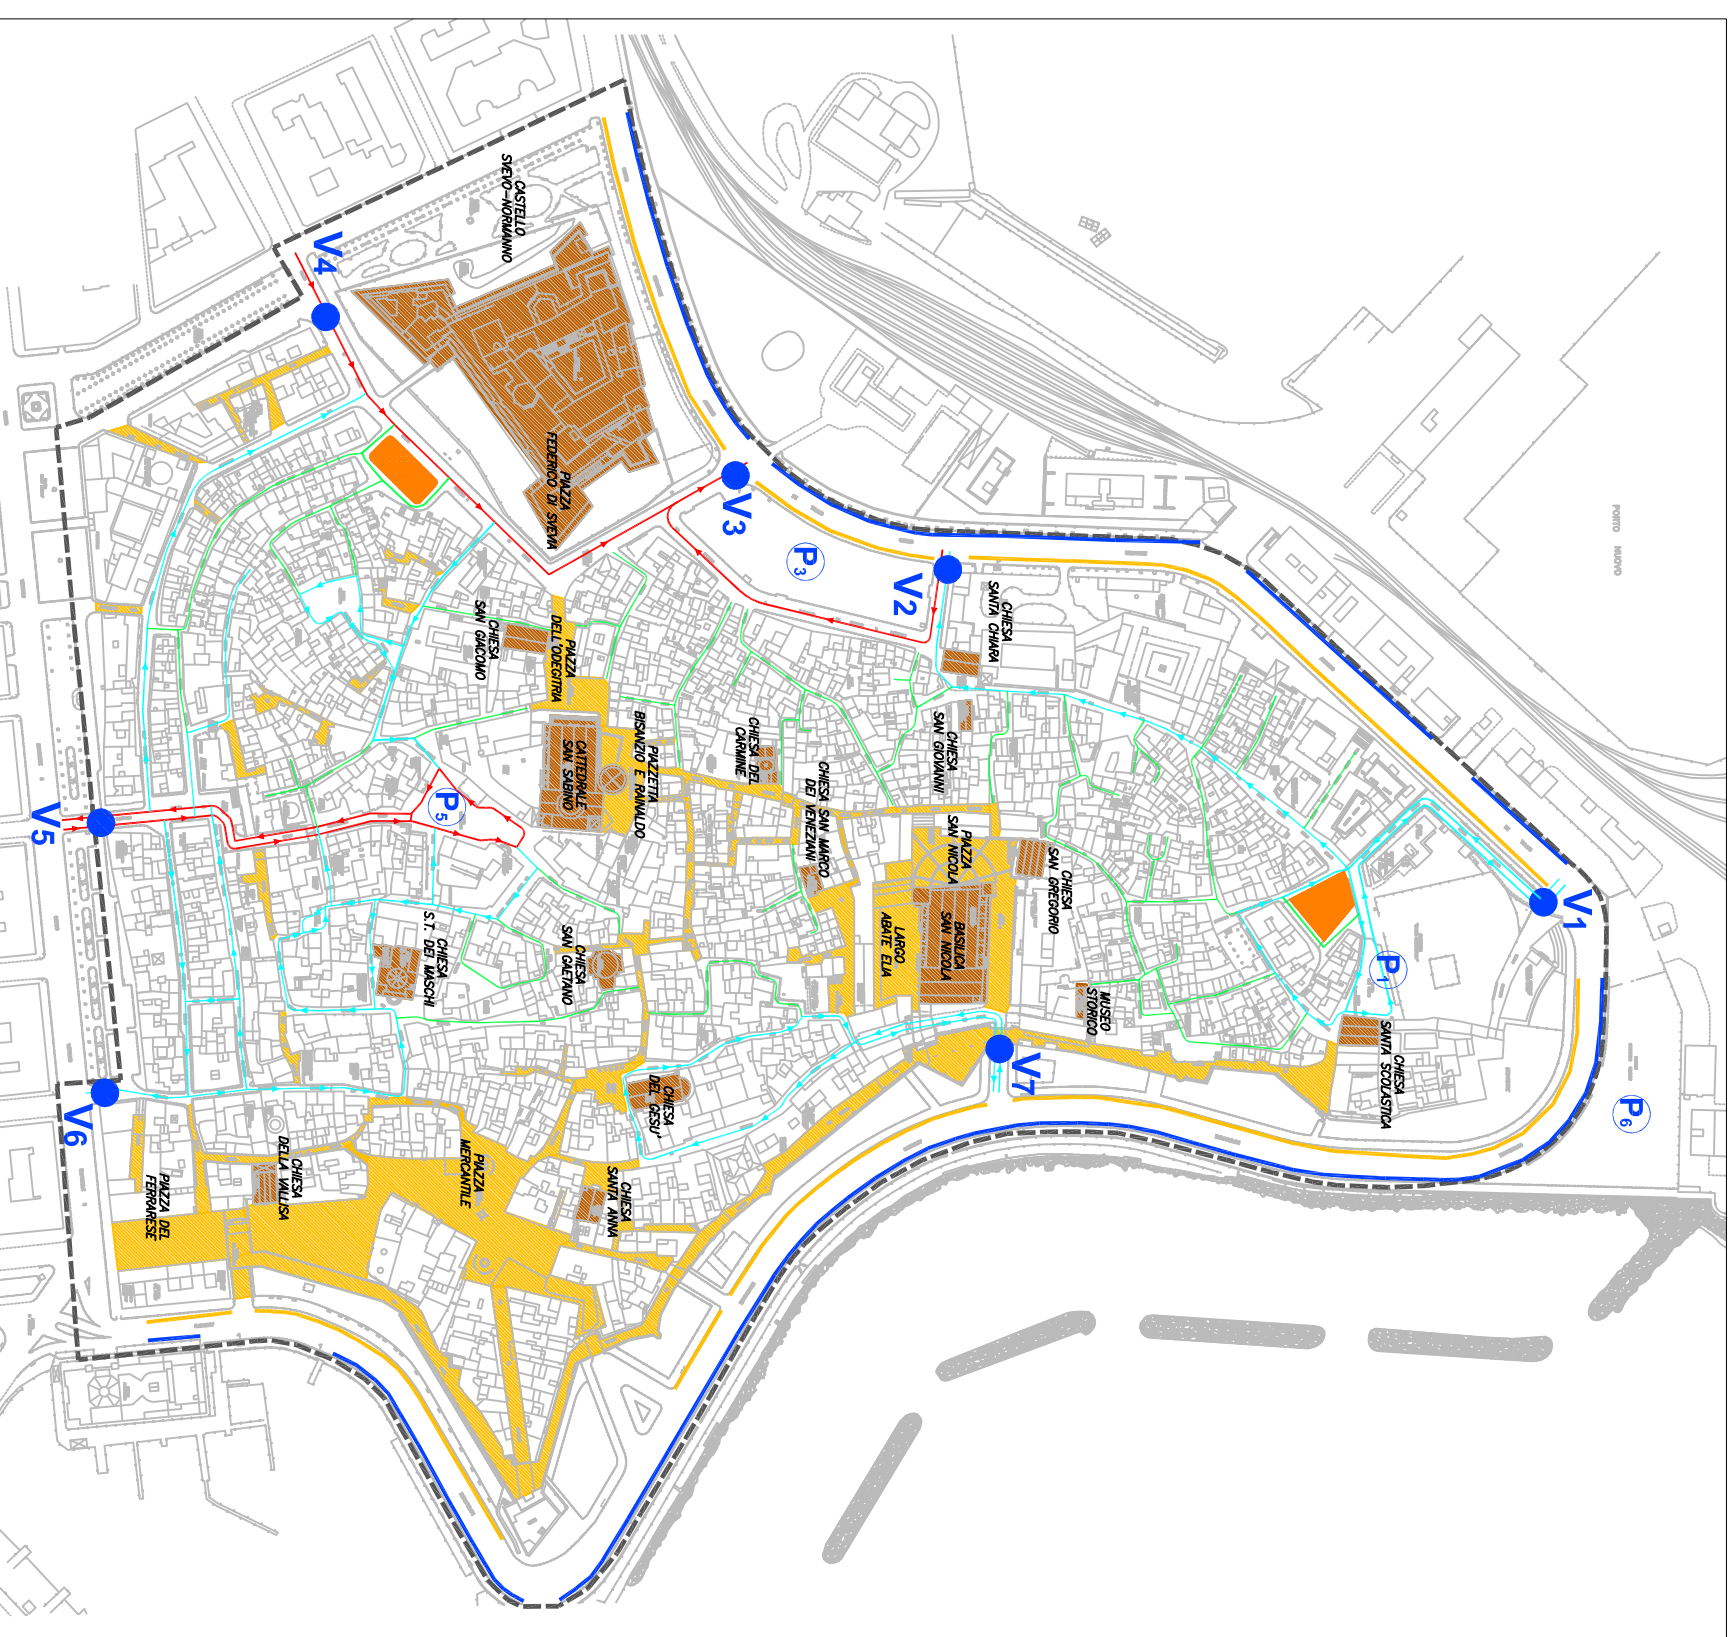 V4
CASTELLO
SVEVO-NORMANNO
PIAZZA
FEDERICO DI SVEVIA
V3
P3
V2
CHIESA
SANTA CHIARA
PORTO NUOVO
CHIESA
SAN GIACOMO
PIAZZA
DELL'ODEGITRIA
CATTEDRALE
SAN SABINO
PIAZZETTA
BISANZIO E RAINALDO
CHIESA DEL
CARMINE
CHIESA SAN MARCO
DEI VENEZIANI
CHIESA
SAN GIOVANNI
PIAZZA
SAN NICOLA
BASILICA
SAN NICOLA
LARGO
ABATE ELIA
CHIESA
SAN GREGORIO
MUSEO
STORICO
V1
P1
CHIESA
SANTA SCOLASTICA
P6
V7
V5
P5
CHIESA
S.T. DEI MASCHI
CHIESA
SAN GAETANO
CHIESA
DEL GESU'
V6
PIAZZA DEL
FERRARESE
CHIESA
DELLA VALLISA
PIAZZA
MERCANTILE
CHIESA
SANTA ANNA